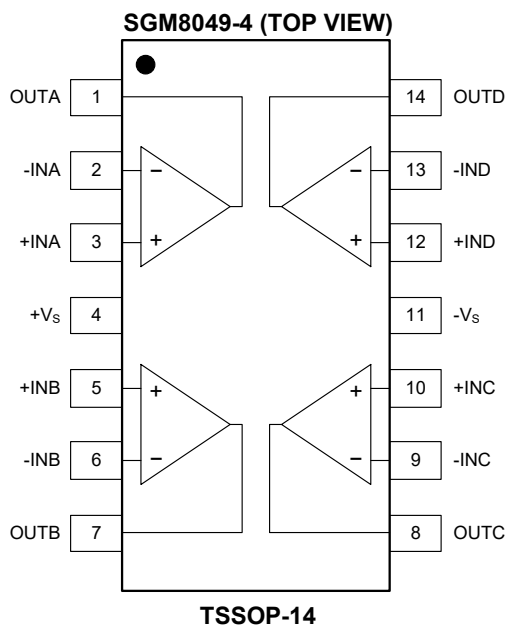 SGM8049-4 (TOP VIEW)
OUTA 1 14 OUTD
-INA 2 − − 13 -IND
+INA 3 + + 12 +IND
+VS 4 11 -VS
+INB 5 + + 10 +INC
-INB 6 − − 9 -INC
OUTB 7 8 OUTC
TSSOP-14